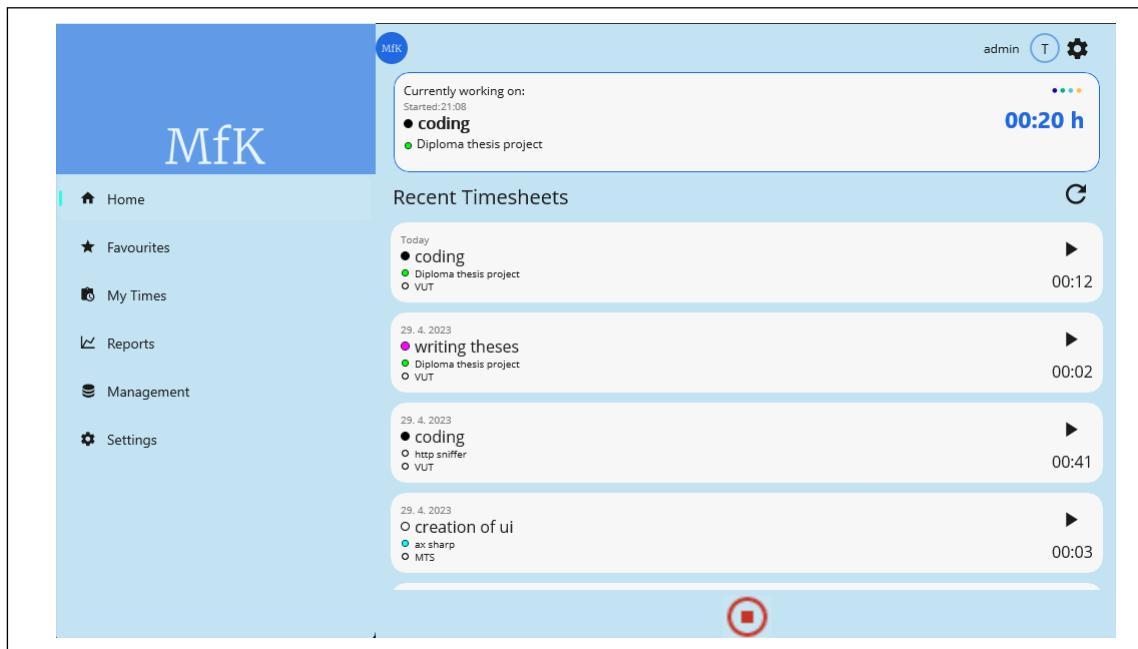 MfK
Home
Favourites
My Times
Reports
Management
Settings
MfK
admin T
Currently working on:
Started:21:08
coding
Diploma thesis project
00:20 h
Recent Timesheets
Today
coding
Diploma thesis project
VUT
00:12
29. 4. 2023
writing theses
Diploma thesis project
VUT
00:02
29. 4. 2023
coding
http sniffer
VUT
00:41
29. 4. 2023
creation of ui
ax sharp
MTS
00:03